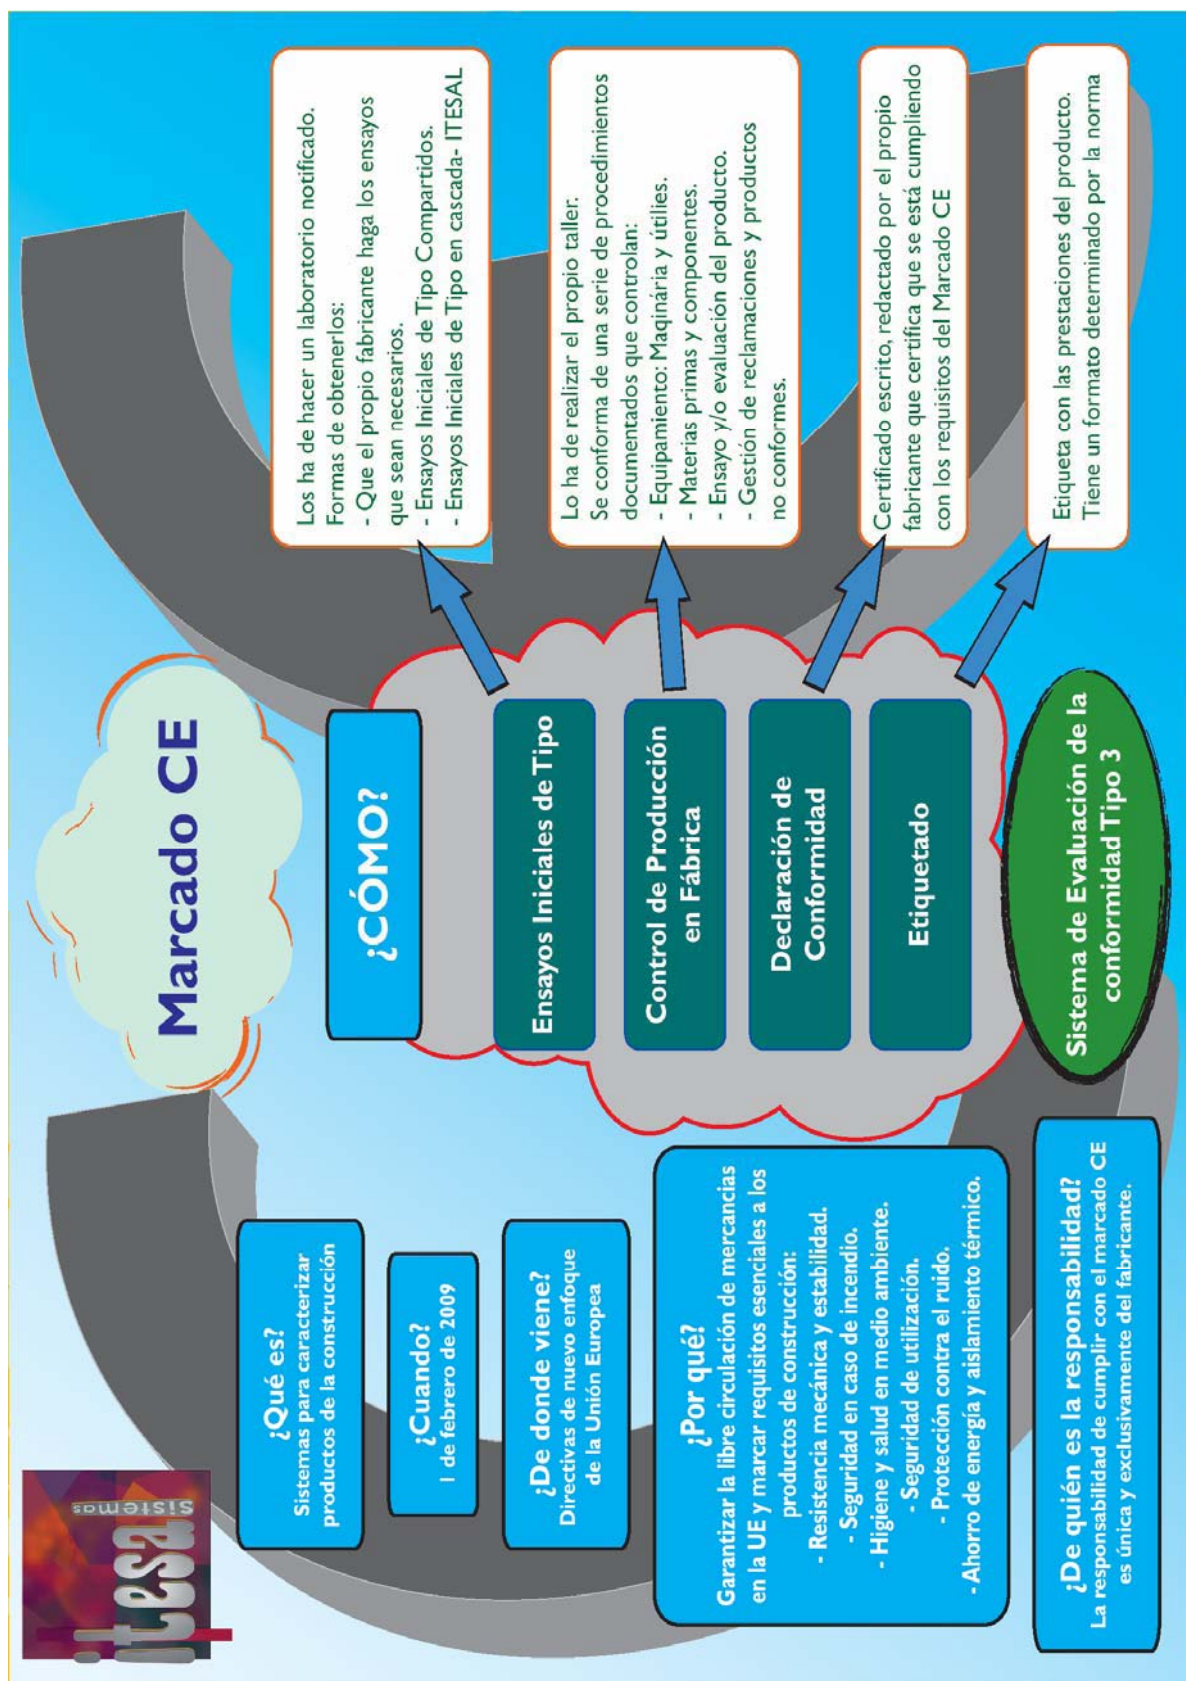 itesal
Sistemas
Marcado CE
¿Qué es?
Sistemas para caracterizar
productos de la construcción
¿Cuando?
1 de febrero de 2009
¿De donde viene?
Directivas de nuevo enfoque
de la Unión Europea
¿Por qué?
Garantizar la libre circulación de mercancias
en la UE y marcar requisitos esenciales a los
productos de construcción:
- Resistencia mecánica y estabilidad.
- Seguridad en caso de incendio.
- Higiene y salud en medio ambiente.
- Seguridad de utilización.
- Protección contra el ruido.
- Ahorro de energía y aislamiento térmico.
¿De quién es la responsabilidad?
La responsabilidad de cumplir con el marcado CE
es única y exclusivamente del fabricante.
¿CÓMO?
Ensayos Iniciales de Tipo
Control de Producción
en Fábrica
Declaración de
Conformidad
Etiquetado
Sistema de Evaluación de la
conformidad Tipo 3
Los ha de hacer un laboratorio notificado.
Formas de obtenerlos:
- Que el propio fabricante haga los ensayos
que sean necesarios.
- Ensayos Iniciales de Tipo Compartidos.
- Ensayos Iniciales de Tipo en cascada- ITESAL
Lo ha de realizar el propio taller.
Se conforma de una serie de procedimientos
documentados que controlan:
- Equipamiento: Maqinária y útilies.
- Materias primas y componentes.
- Ensayo y/o evaluación del producto.
- Gestión de reclamaciones y productos
no conformes.
Certificado escrito, redactado por el propio
fabricante que certifica que se está cumpliendo
con los requisitos del Marcado CE
Etiqueta con las prestaciones del producto.
Tiene un formato determinado por la norma